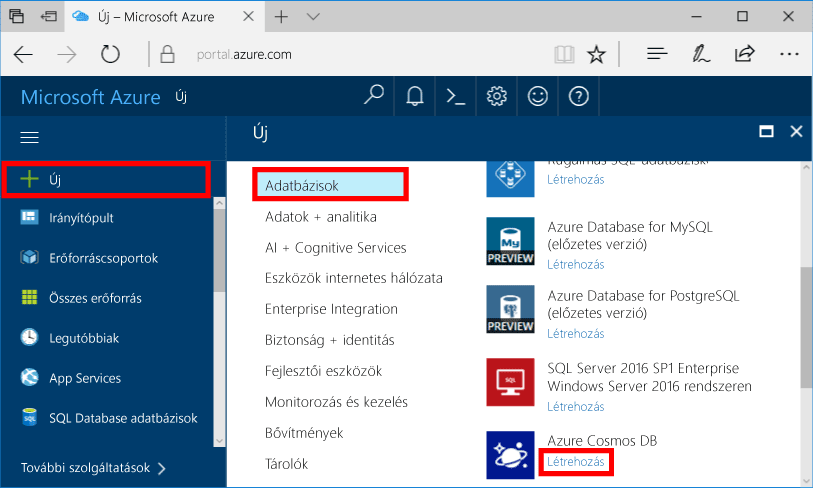 Új – Microsoft Azure
portal.azure.com
Microsoft Azure Új
Új
Új
Irányítópult
Erőforráscsoportok
Összes erőforrás
Legutóbbiak
App Services
SQL Database adatbázisok
További szolgáltatások
Adatbázisok
Adatok + analitika
AI + Cognitive Services
Eszközök internetes hálózata
Enterprise Integration
Biztonság + identitás
Fejlesztői eszközök
Monitorozás és kezelés
Bővítmények
Tárolók
Létrehozás
My
PREVIEW
Azure Database for MySQL
(előzetes verzió)
Létrehozás
PREVIEW
Azure Database for PostgreSQL
(előzetes verzió)
Létrehozás
SQL
SQL Server 2016 SP1 Enterprise
Windows Server 2016 rendszeren
Létrehozás
Azure Cosmos DB
Létrehozás